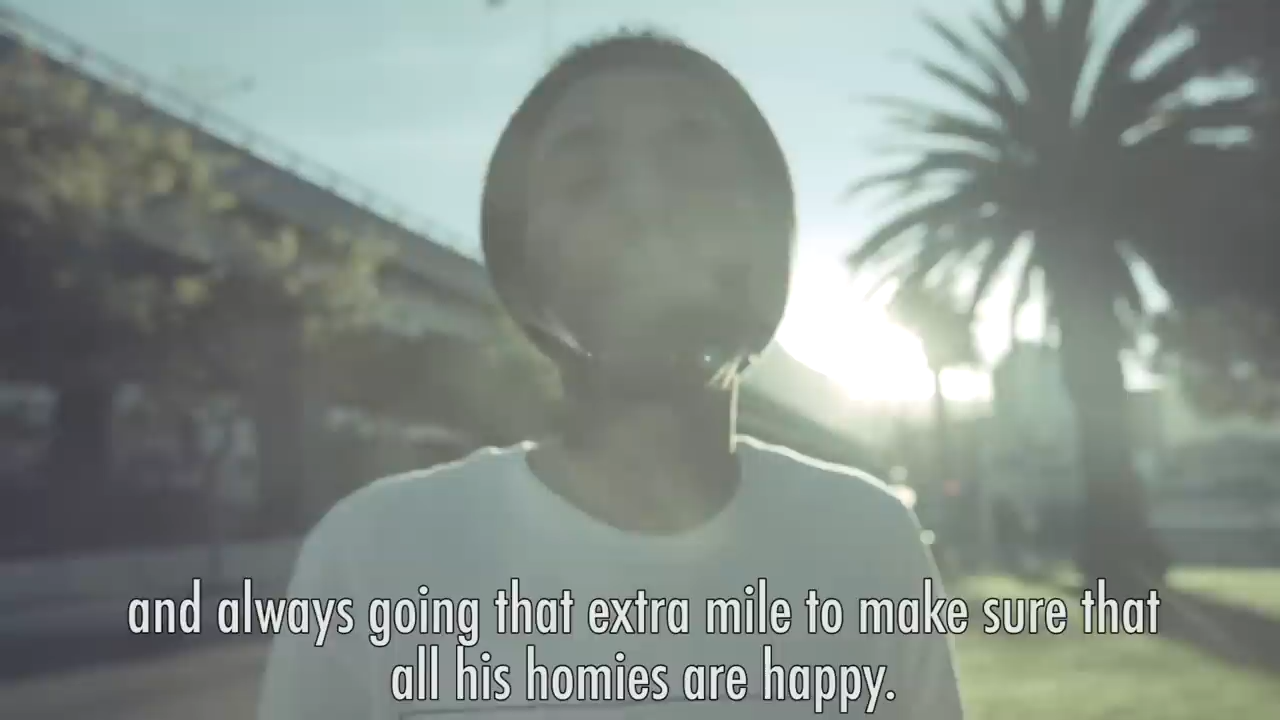 and always going that extra mile to make sure that
all his homies are happy.